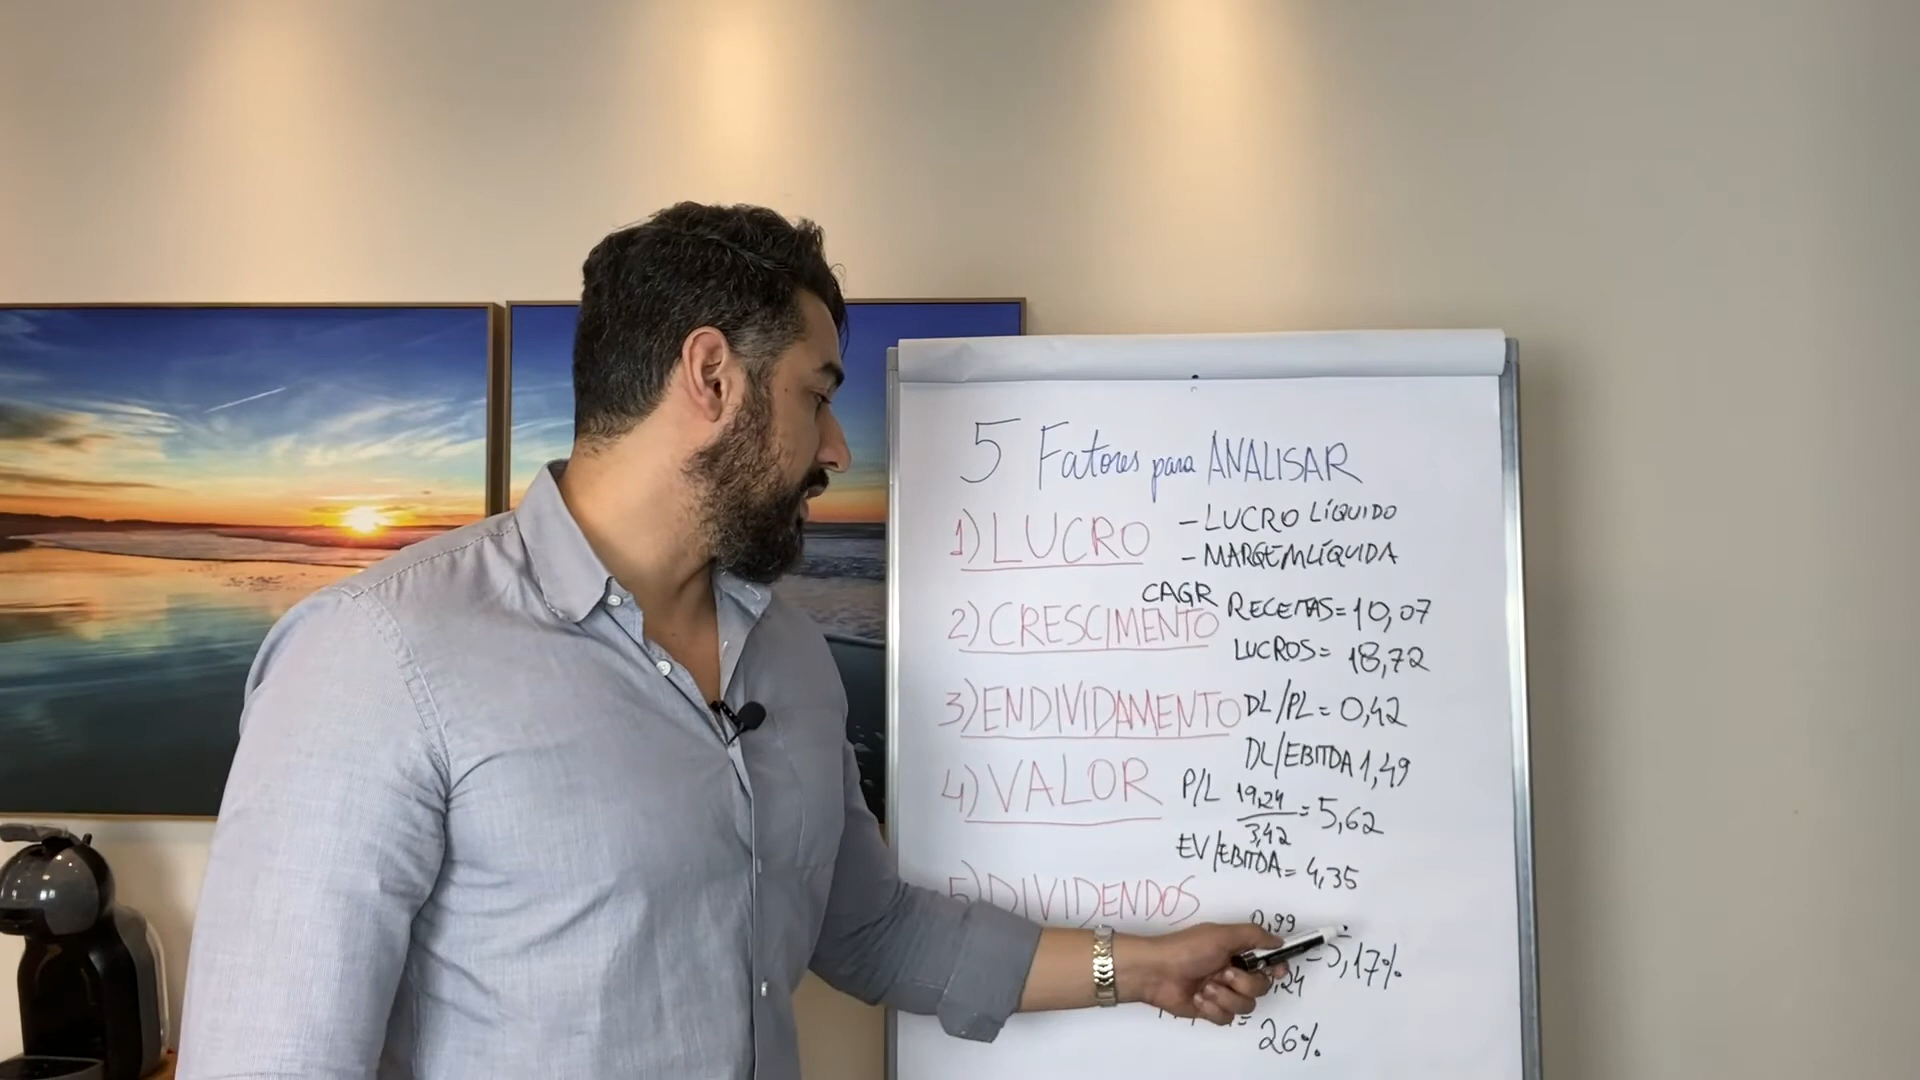 5 Fatores para ANALISAR
1) LUCRO
- LUCRO LÍQUIDO
- MARGEM LÍQUIDA
2) CRESCIMENTO
CAGR
RECEITAS= 10,07
LUCROS= 18,72
3) ENDIVIDAMENTO
DL/PL= 0,42
DL/EBITDA 1,49
4) VALOR
P/L 19,24 / 3,42 = 5,62
EV/EBITDA= 4,35
5) DIVIDENDOS
0,99
=5,17%
26%